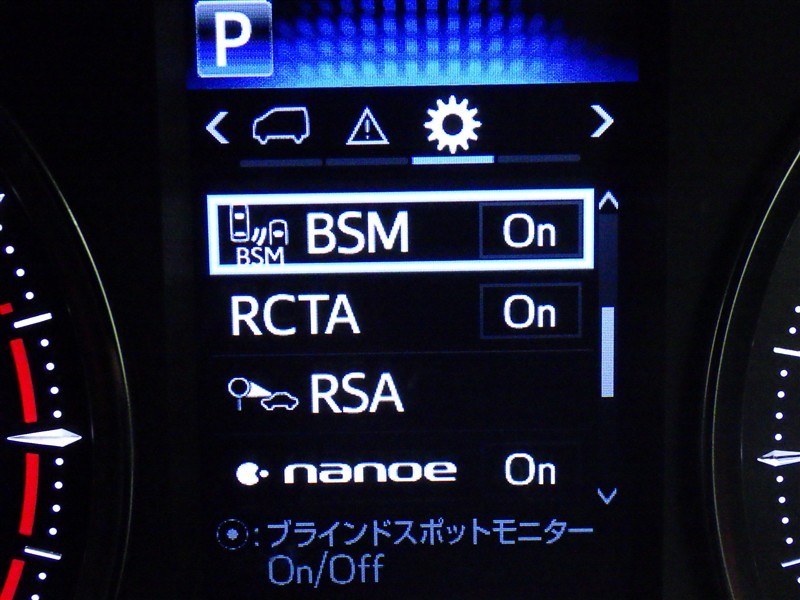 P
BSM BSM On
RCTA On
RSA
nanoe On
:ブラインドスポットモニター
On/Off